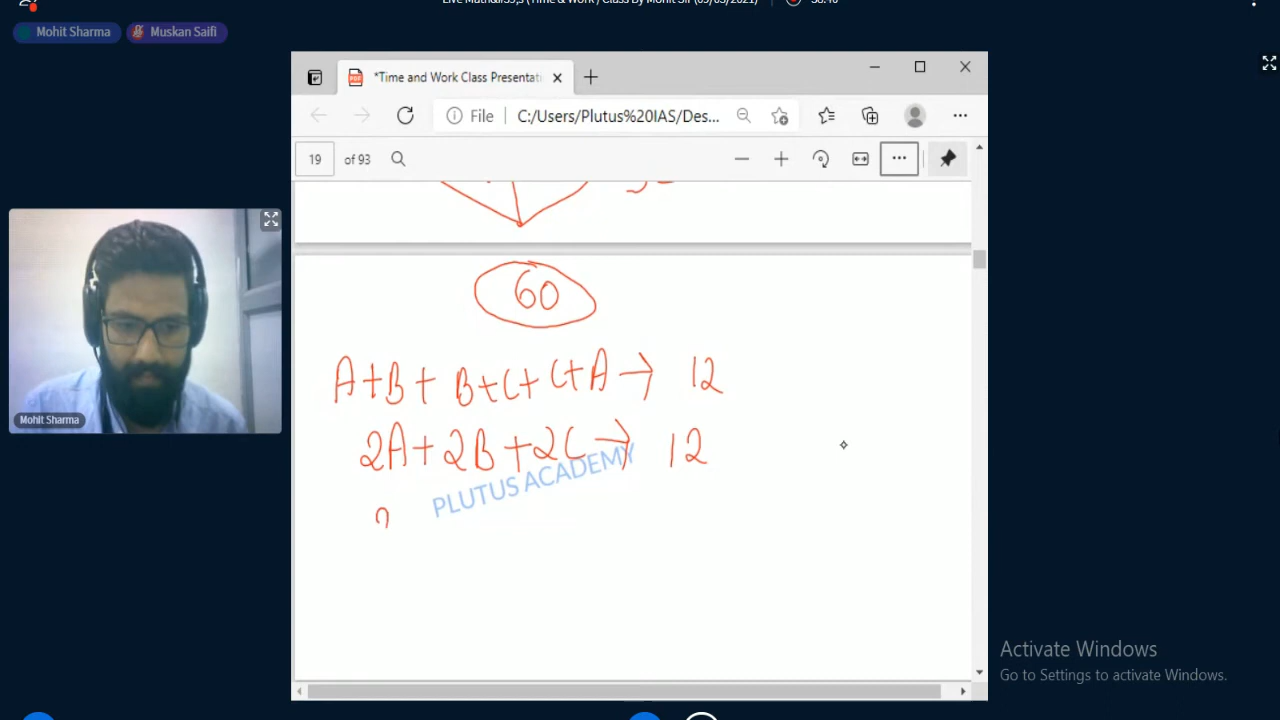 Mohit Sharma
Muskan Saifi
*Time and Work Class Presentati
File
C:/Users/Plutus%20IAS/Des...
19 of 93
60
A+B+ B+C+ C+A → 12
2A+2B+2C → 12
PLUTUS ACADEMY
Mohit Sharma
Activate Windows
Go to Settings to activate Windows.